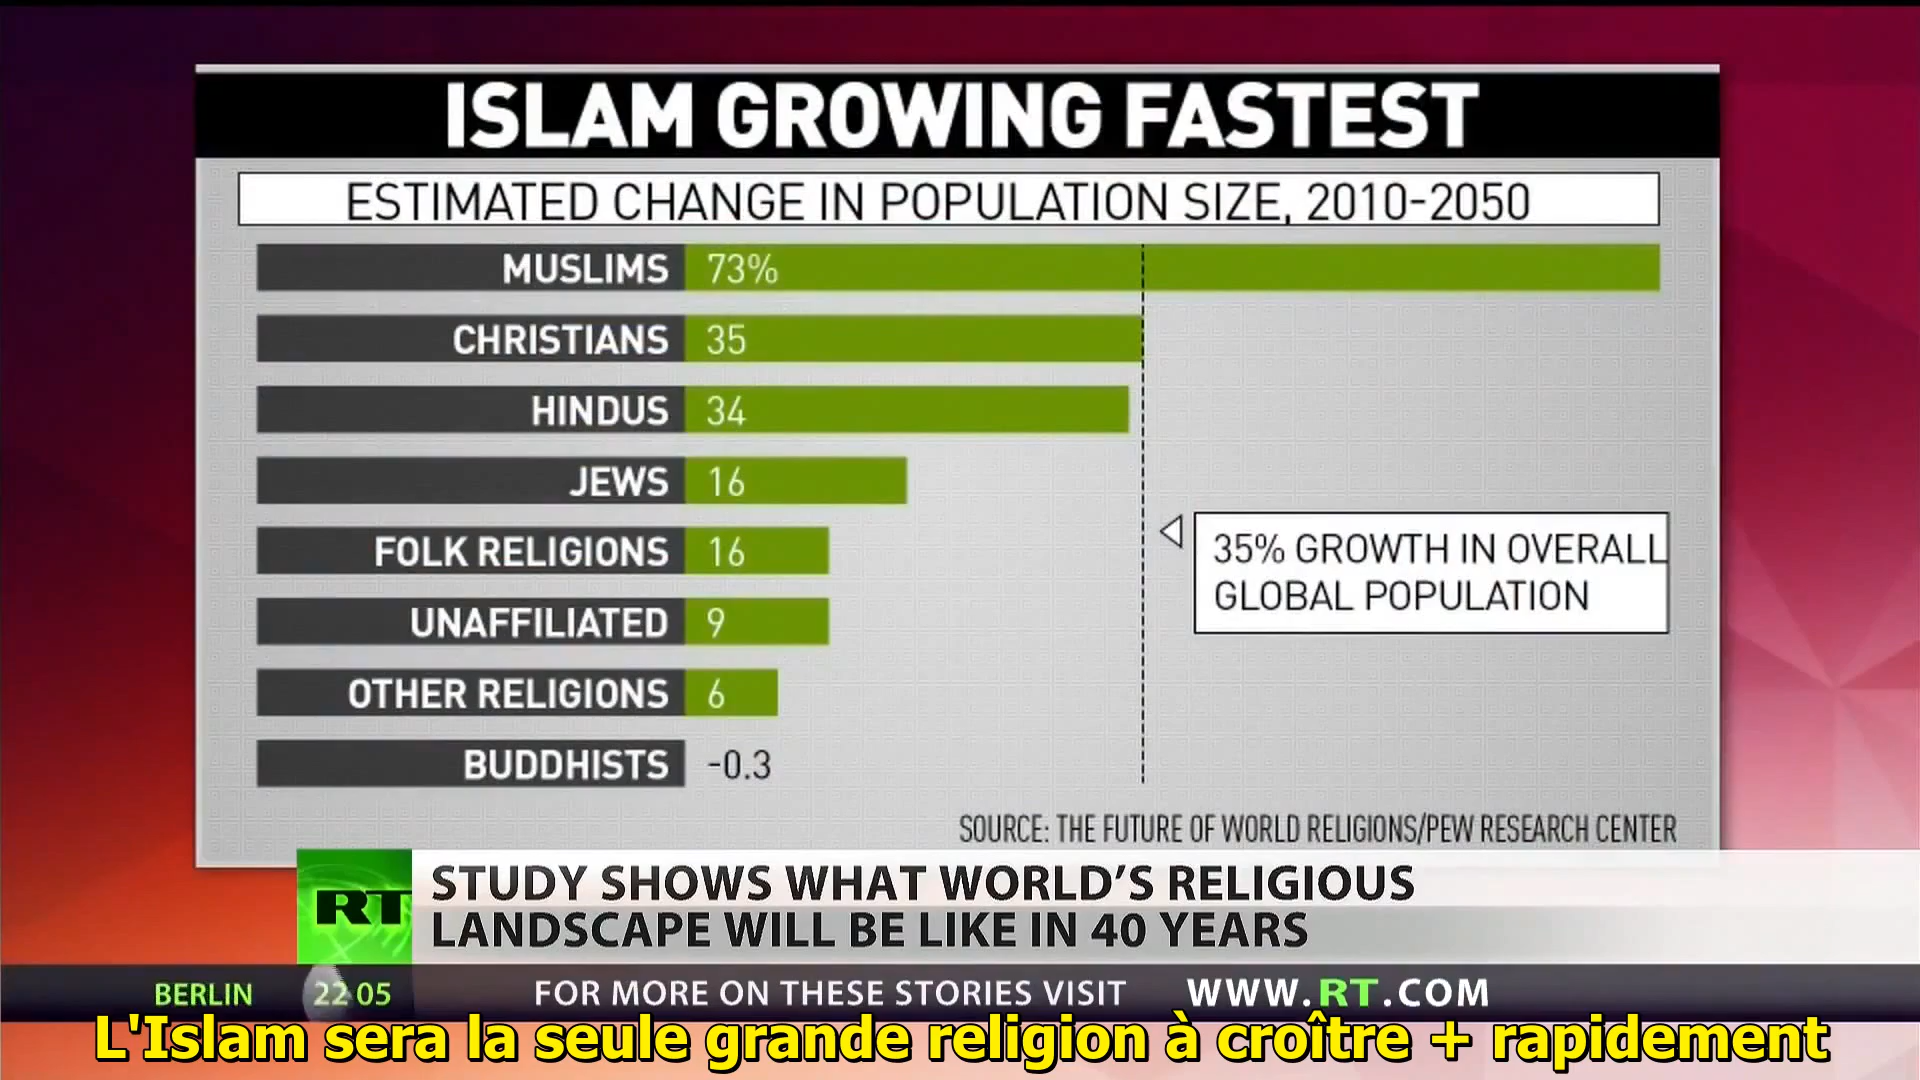 ISLAM GROWING FASTEST
ESTIMATED CHANGE IN POPULATION SIZE, 2010-2050
MUSLIMS 73%
CHRISTIANS 35
HINDUS 34
JEWS 16
FOLK RELIGIONS 16
UNAFFILIATED 9
OTHER RELIGIONS 6
BUDDHISTS -0.3
35% GROWTH IN OVERALL
GLOBAL POPULATION
SOURCE: THE FUTURE OF WORLD RELIGIONS/PEW RESEARCH CENTER
RT
STUDY SHOWS WHAT WORLD'S RELIGIOUS
LANDSCAPE WILL BE LIKE IN 40 YEARS
BERLIN 22 05 FOR MORE ON THESE STORIES VISIT WWW.RT.COM
L'Islam sera la seule grande religion à croître + rapidement